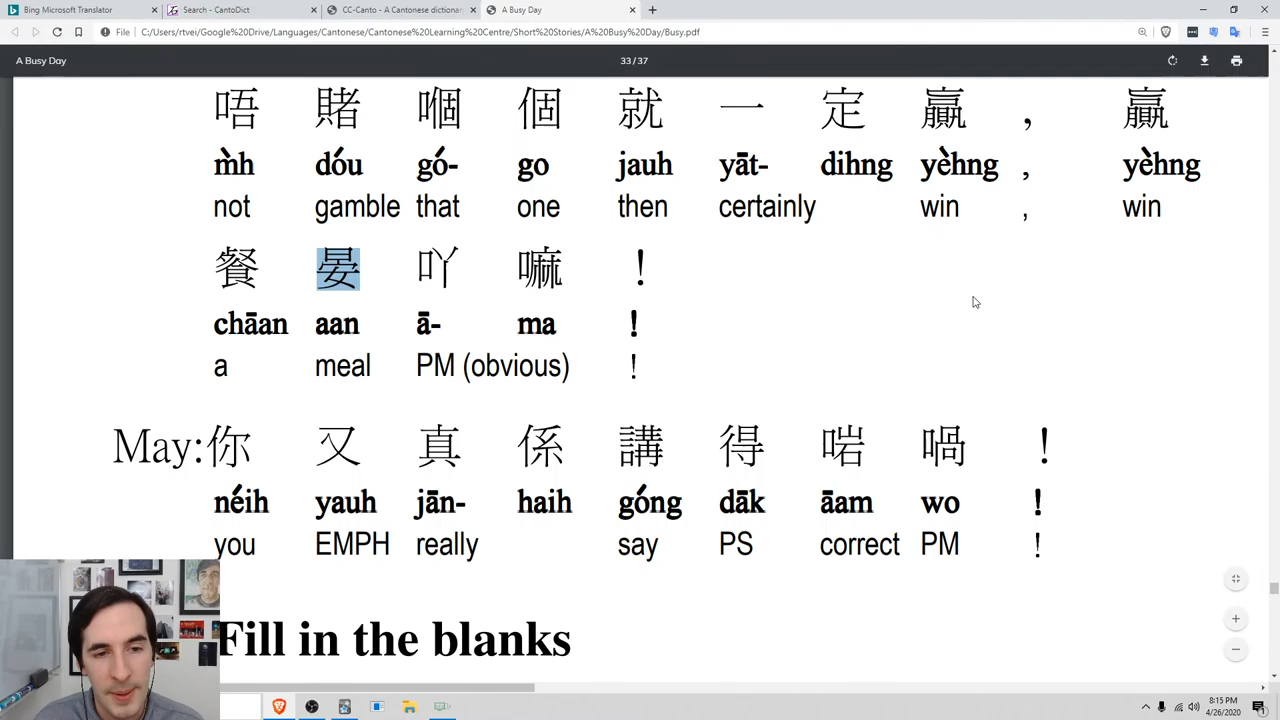 Bing Microsoft Translator × Search - CantoDict × CC-Canto - A Cantonese dictionary × A Busy Day × +
File C:/Users/rtvei/Google%20Drive/Languages/Cantonese/Cantonese%20Learning%20Centre/Short%20Stories/A%20Busy%20Day/Busy.pdf
A Busy Day 33 / 37
唔 賭 嗰 個 就 一 定 贏 , 贏
m̀h dóu gó- go jauh yāt- dihng yèhng , yèhng
not gamble that one then certainly win , win
餐 晏 吖 嘛 !
chāan aan ā- ma !
a meal PM (obvious) !
May: 你 又 真 係 講 得 啱 喎 !
néih yauh jān- haih góng dāk āam wo !
you EMPH really say PS correct PM !
Fill in the blanks
8:15 PM
4/26/2020